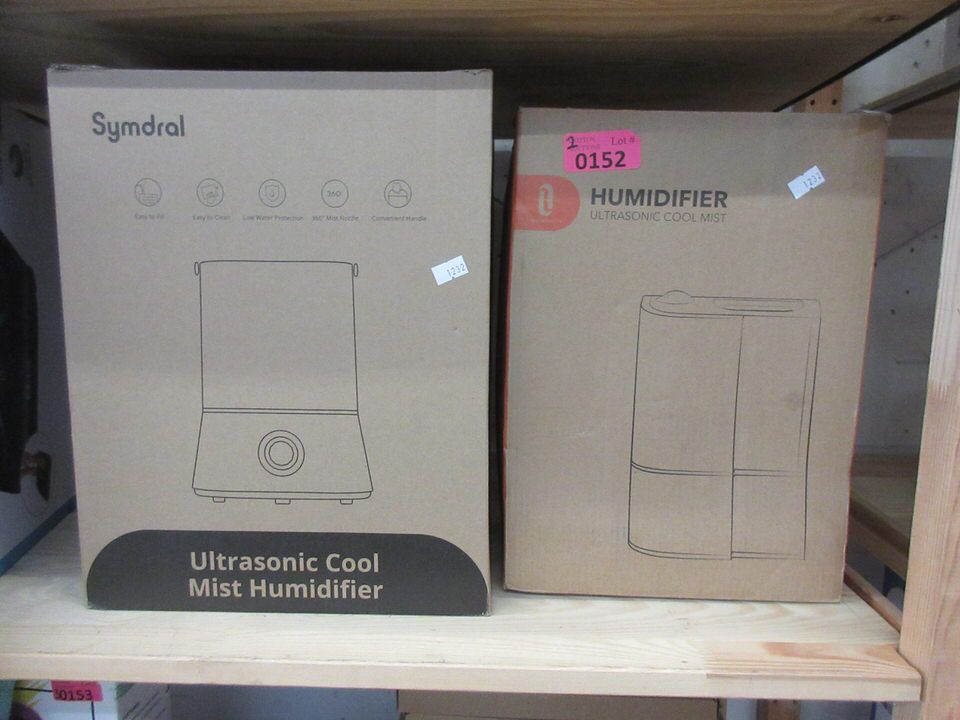 Symdral
360°
Easy to Fill
Easy to Clean
Low Water Protection
360° Mist Nozzle
Convenient Handle
1232
Ultrasonic Cool
Mist Humidifier
2
Lot #
0152
HUMIDIFIER
ULTRASONIC COOL MIST
1232
0153